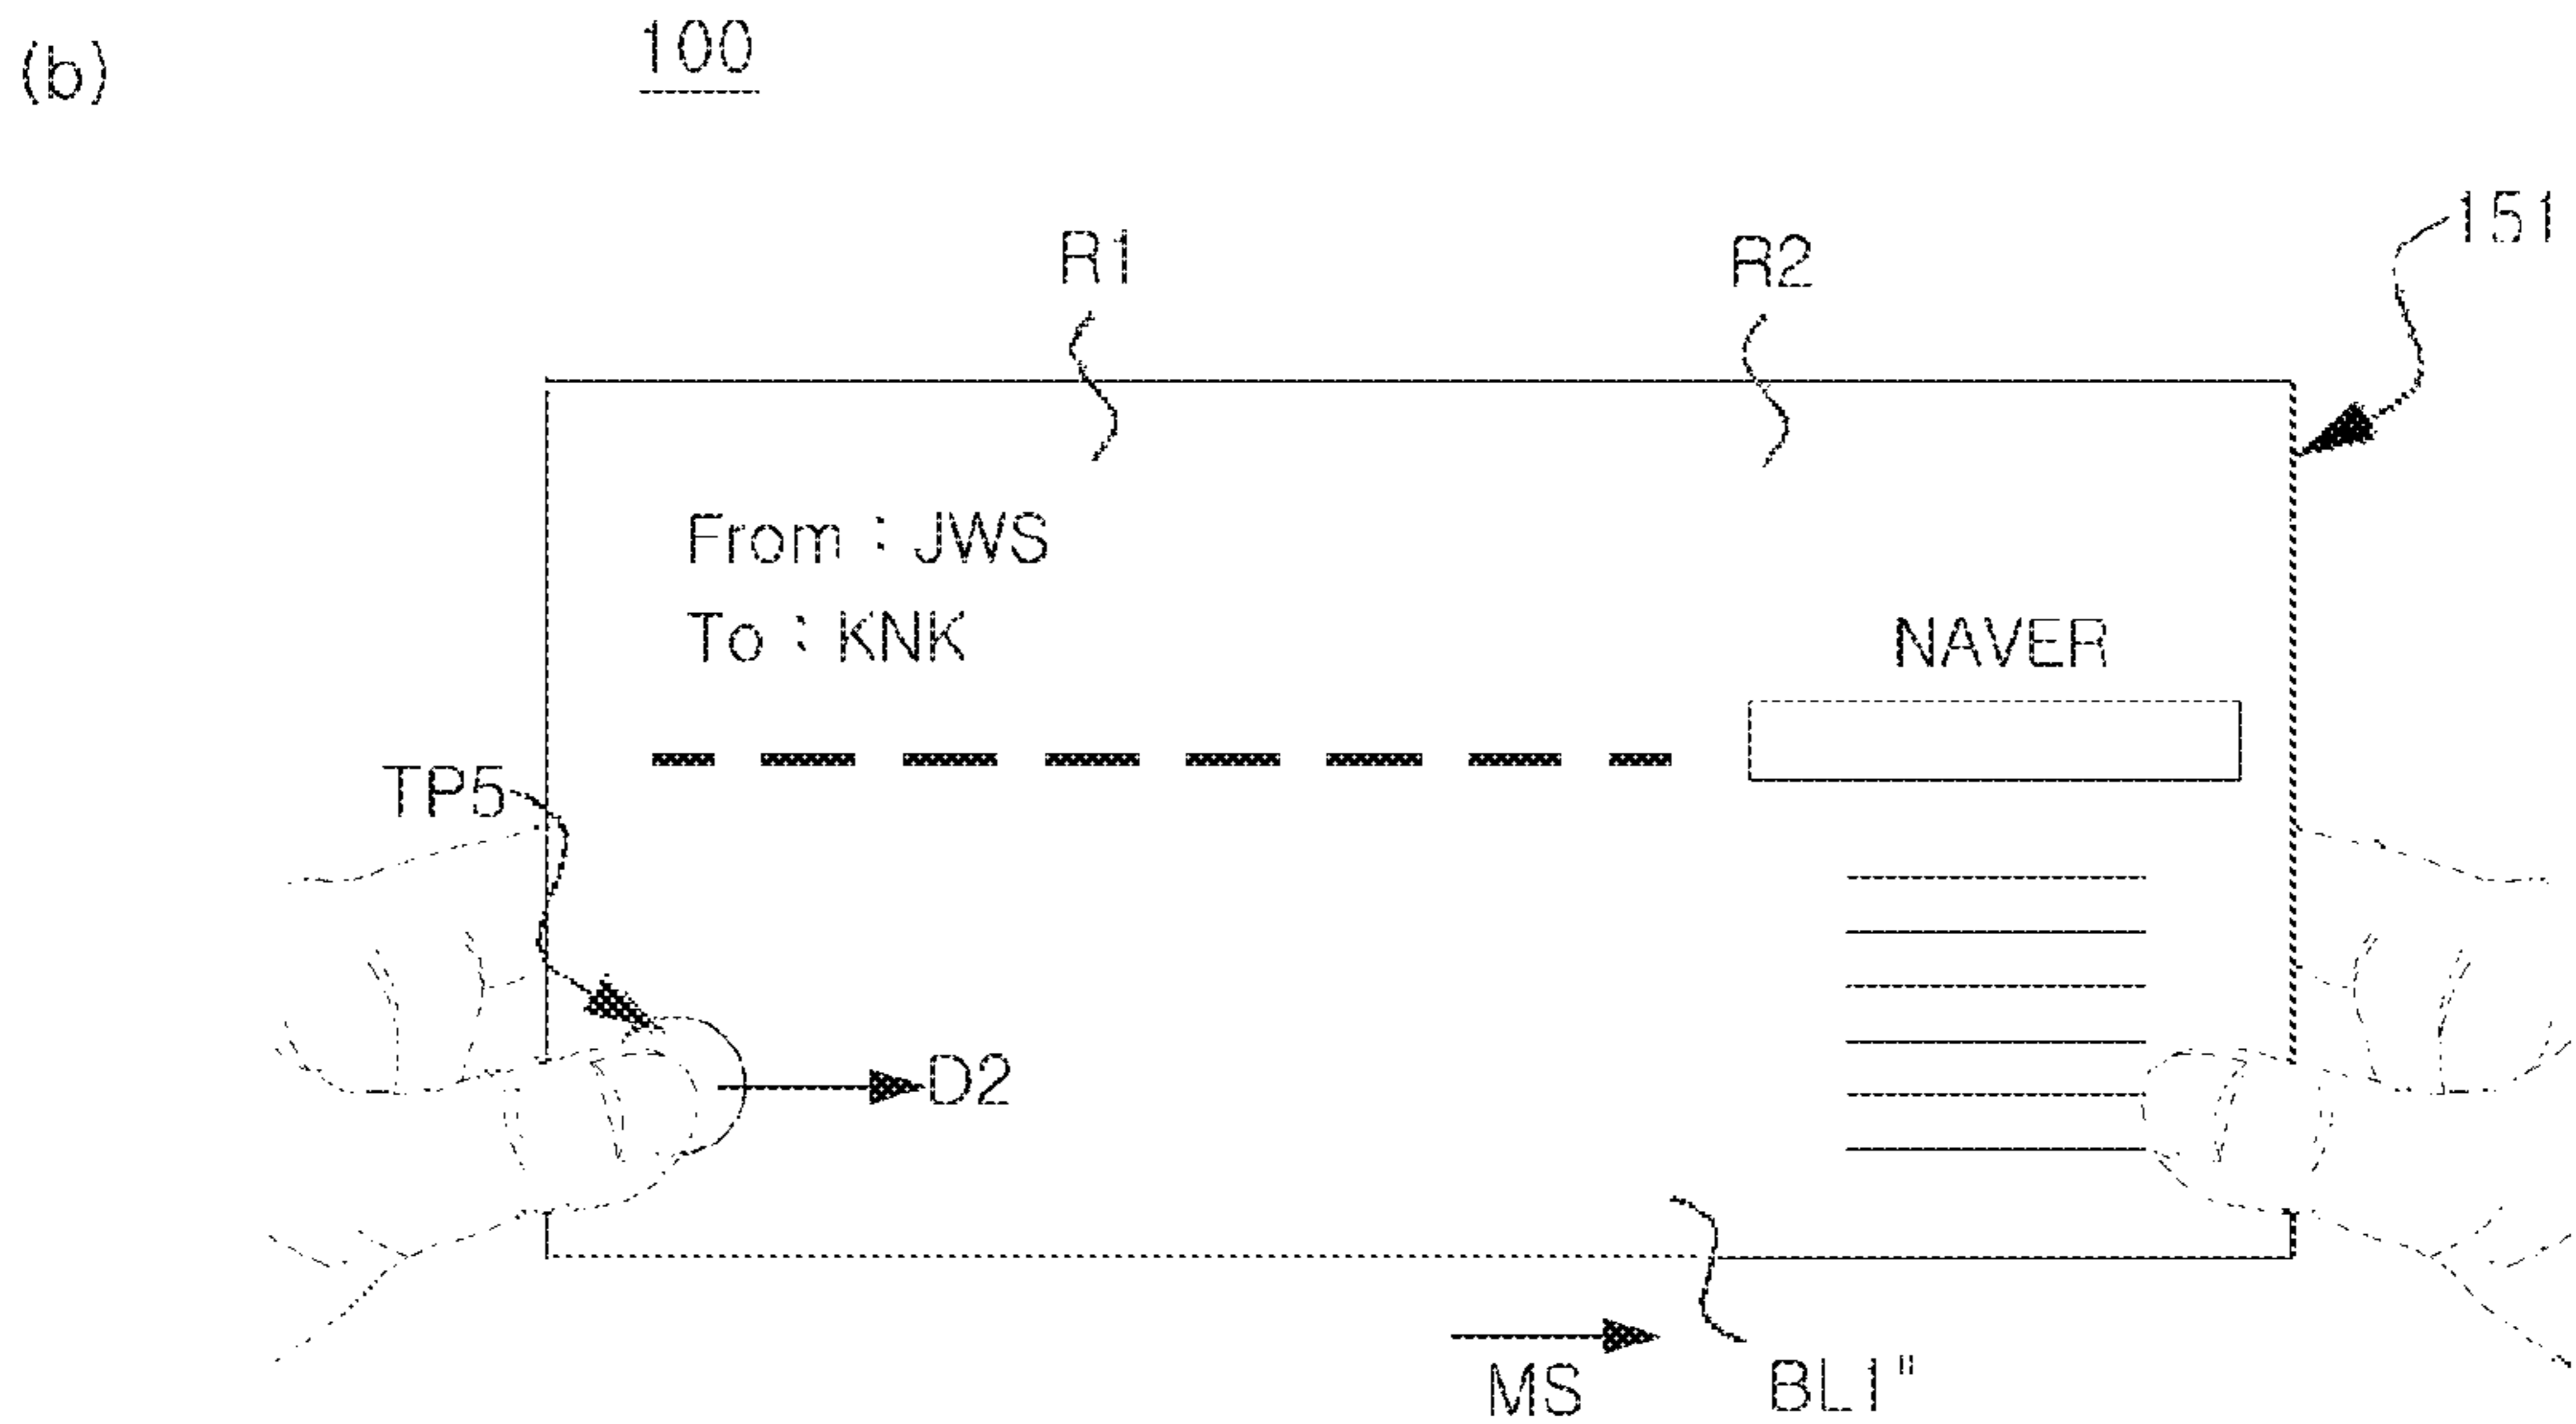 (b)
100
151
R1
R2
From : JWS
To : KNK
NAVER
TP5
D2
MS
BL1"